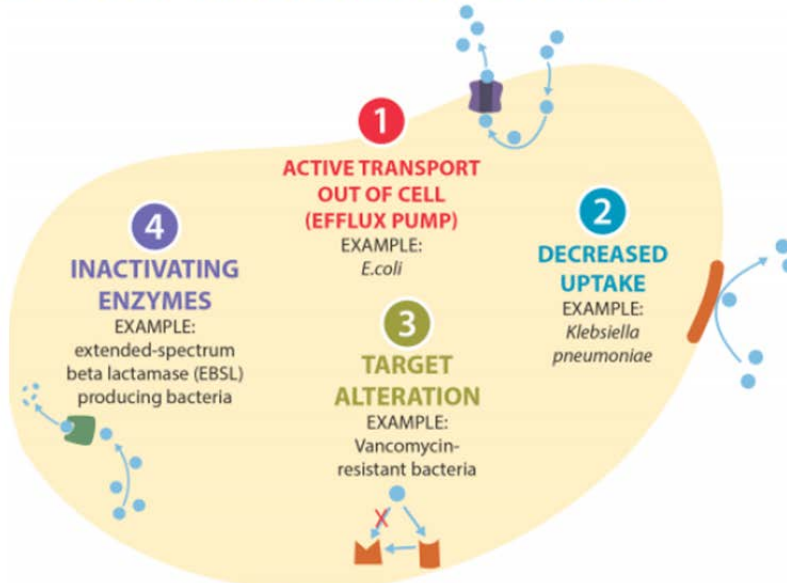 1
ACTIVE TRANSPORT
OUT OF CELL
(EFFLUX PUMP)
EXAMPLE:
E.coli
2
DECREASED
UPTAKE
EXAMPLE:
Klebsiella
pneumoniae
3
TARGET
ALTERATION
EXAMPLE:
Vancomycin-
resistant bacteria
4
INACTIVATING
ENZYMES
EXAMPLE:
extended-spectrum
beta lactamase (EBSL)
producing bacteria
X